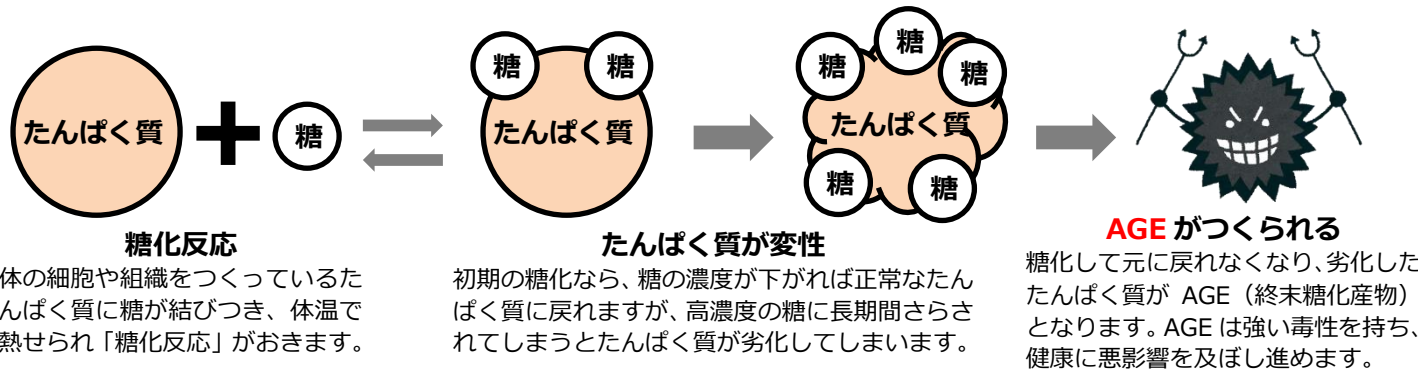 たんぱく質
糖
糖
糖
たんぱく質
糖
糖
糖
たんぱく質
糖
糖
糖化反応
体の細胞や組織をつくっているた
んぱく質に糖が結びつき、体温で
熱せられ「糖化反応」がおきます。
たんぱく質が変性
初期の糖化なら、糖の濃度が下がれば正常なたん
ぱく質に戻れますが、高濃度の糖に長期間さらさ
れてしまうとたんぱく質が劣化してしまいます。
AGE がつくられる
糖化して元に戻れなくなり、劣化した
たんぱく質が AGE（終末糖化産物）
となります。AGE は強い毒性を持ち、
健康に悪影響を及ぼし進めます。